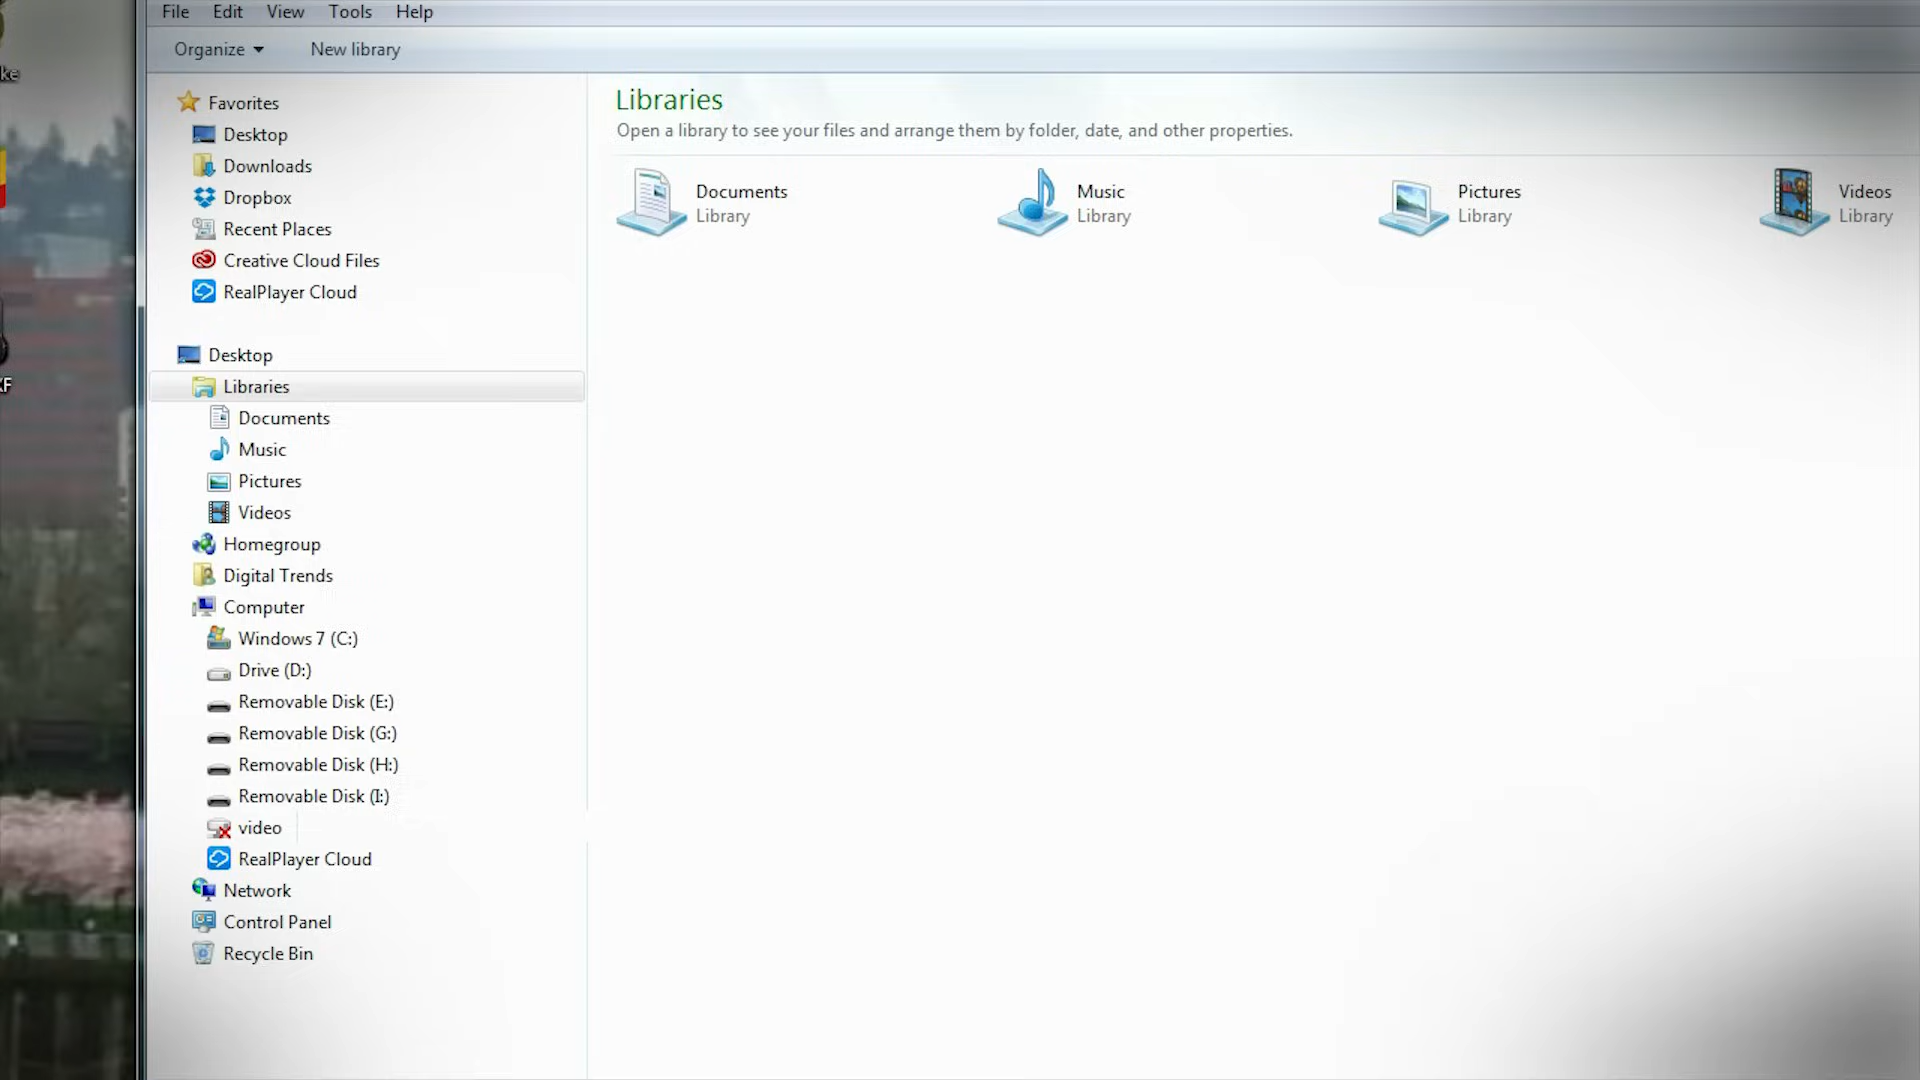 File Edit View Tools Help
Organize New library
Favorites
Desktop
Downloads
Dropbox
Recent Places
Creative Cloud Files
RealPlayer Cloud
Desktop
Libraries
Documents
Music
Pictures
Videos
Homegroup
Digital Trends
Computer
Windows 7 (C:)
Drive (D:)
Removable Disk (E:)
Removable Disk (G:)
Removable Disk (H:)
Removable Disk (I:)
video
RealPlayer Cloud
Network
Control Panel
Recycle Bin
Libraries
Open a library to see your files and arrange them by folder, date, and other properties.
Documents
Library
Music
Library
Pictures
Library
Videos
Library